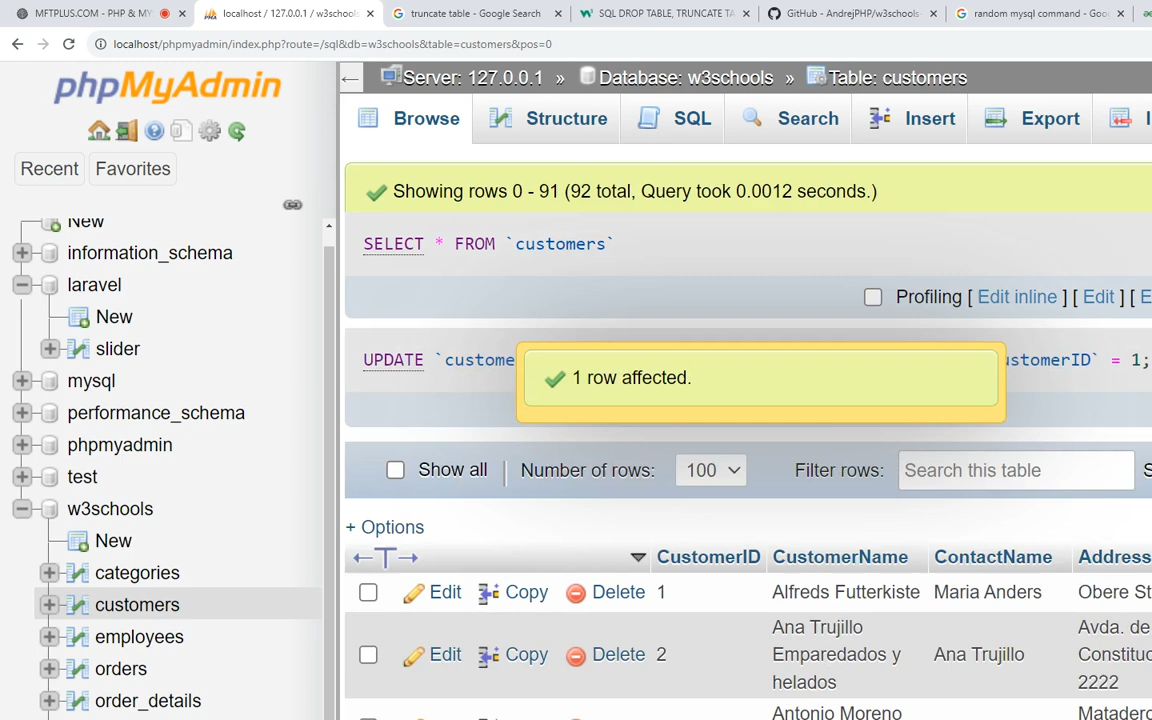 MFTPLUS.COM - PHP & MY
localhost / 127.0.0.1 / w3school
truncate table - Google Search
SQL DROP TABLE, TRUNCATE TA
GitHub - AndrejPHP/w3schools
random mysql command - Goo
localhost/phpmyadmin/index.php?route=/sql&db=w3schools&table=customers&pos=0
phpMyAdmin
Recent
Favorites
New
information_schema
laravel
New
slider
mysql
performance_schema
phpmyadmin
test
w3schools
New
categories
customers
employees
orders
order_details
Server: 127.0.0.1 » Database: w3schools » Table: customers
Browse
Structure
SQL
Search
Insert
Export
Showing rows 0 - 91 (92 total, Query took 0.0012 seconds.)
SELECT * FROM `customers`
Profiling [ Edit inline ] [ Edit ] [ E
UPDATE `custome ustomerID` = 1;
1 row affected.
Show all
Number of rows: 100
Filter rows: Search this table
+ Options
←T→ CustomerID CustomerName ContactName Address
Edit Copy Delete 1 Alfreds Futterkiste Maria Anders Obere St
Ana Trujillo Avda. de
Edit Copy Delete 2 Emparedados y Ana Trujillo Constituc
helados 2222
Antonio Moreno Matadero